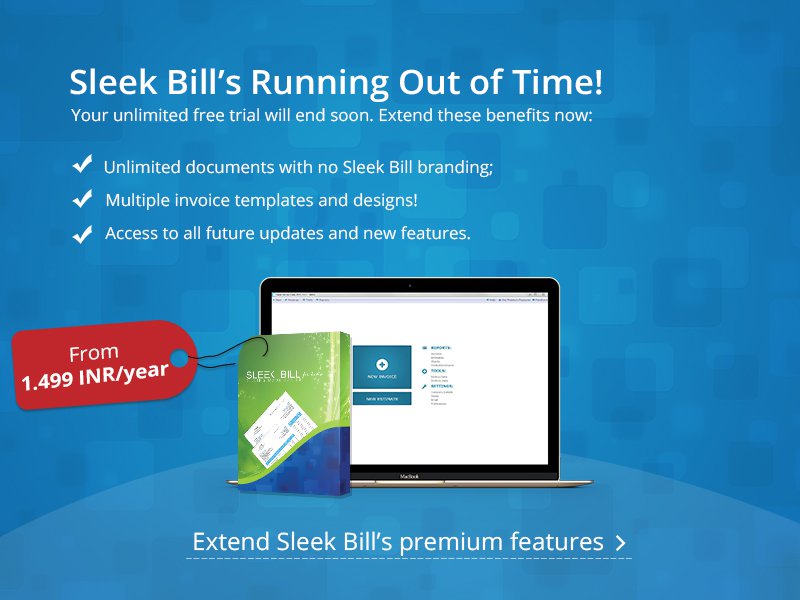 Sleek Bill’s Running Out of Time!
Your unlimited free trial will end soon. Extend these benefits now:
Unlimited documents with no Sleek Bill branding;
Multiple invoice templates and designs!
Access to all future updates and new features.
From
1.499 INR/year
SLEEK BILL
NEW INVOICE
NEW ESTIMATE
REPORTS:
TOOLS:
SETTINGS:
MacBook
Extend Sleek Bill’s premium features